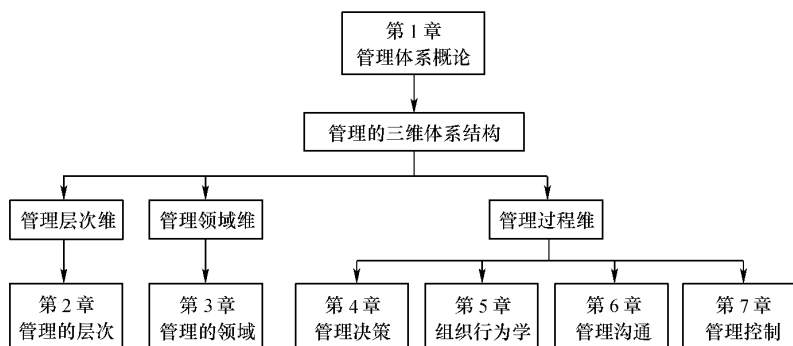 第1章
管理体系概论
管理的三维体系结构
管理层次维
管理领域维
管理过程维
第2章
管理的层次
第3章
管理的领域
第4章
管理决策
第5章
组织行为学
第6章
管理沟通
第7章
管理控制